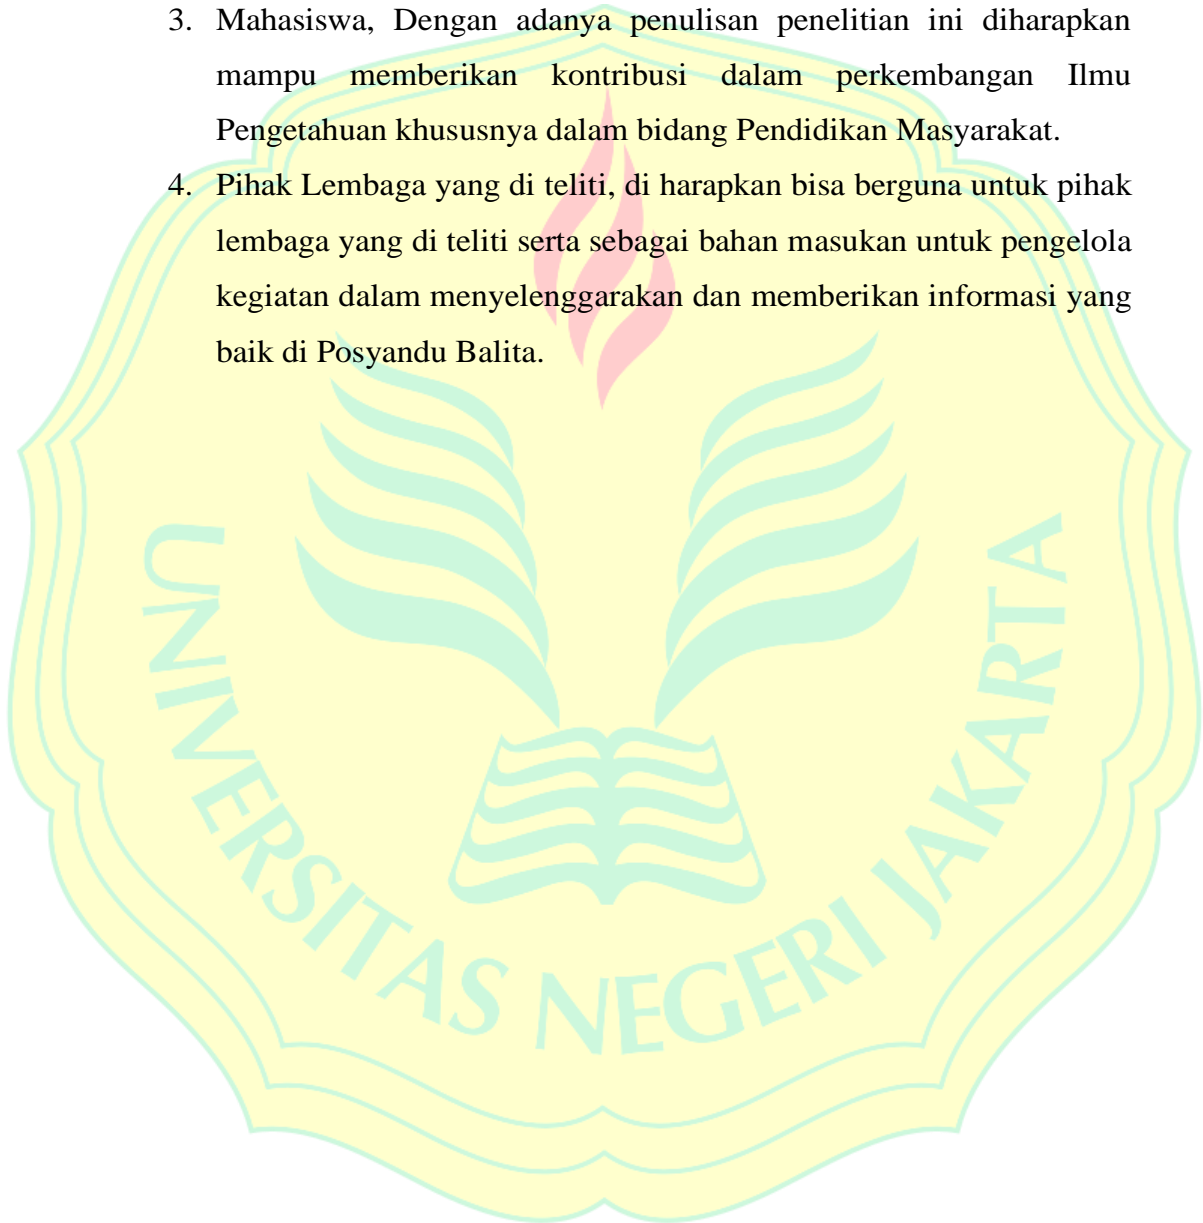 3. Mahasiswa, Dengan adanya penulisan penelitian ini diharapkan
mampu memberikan kontribusi dalam perkembangan Ilmu
Pengetahuan khususnya dalam bidang Pendidikan Masyarakat.
4. Pihak Lembaga yang di teliti, di harapkan bisa berguna untuk pihak
lembaga yang di teliti serta sebagai bahan masukan untuk pengelola
kegiatan dalam menyelenggarakan dan memberikan informasi yang
baik di Posyandu Balita.
UNIVERSITAS NEGERI JAKARTA